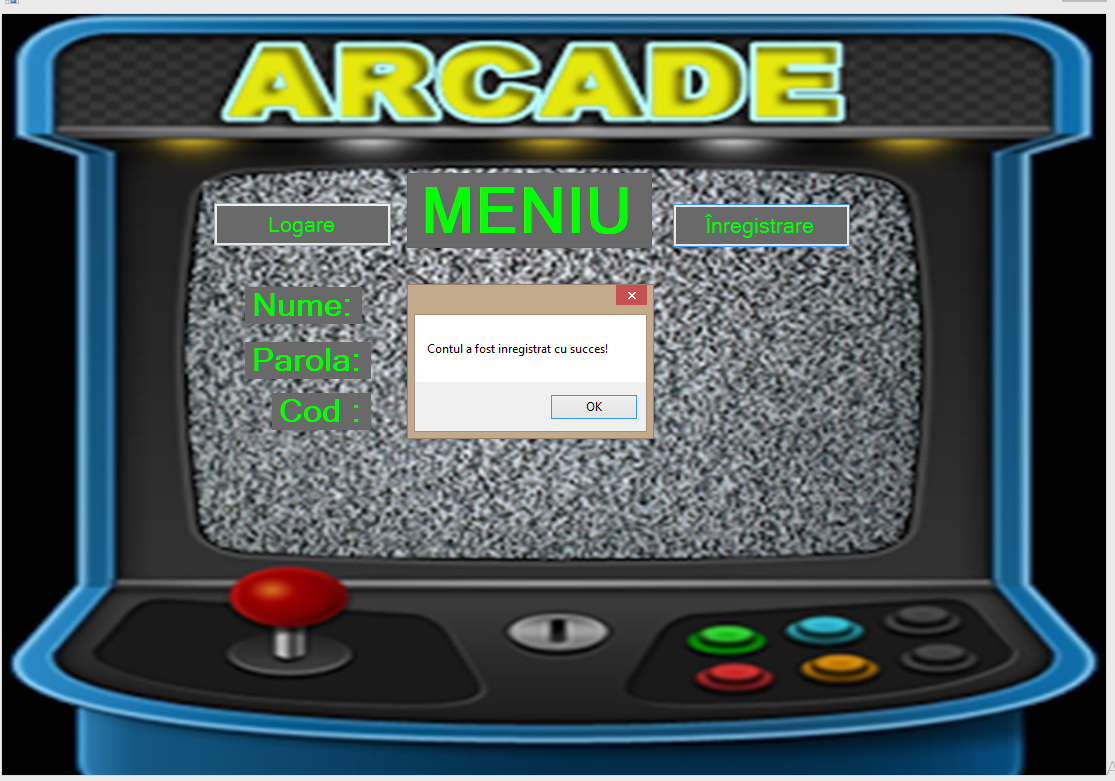 ARCADE
MENIU
Logare
Înregistrare
Nume:
Parola:
Cod :
Contul a fost inregistrat cu succes!
OK